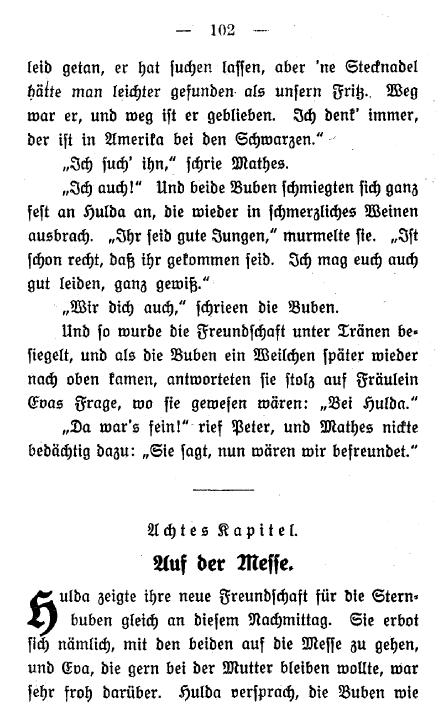 — 102 —
leid getan, er hat suchen lassen, aber 'ne Stecknadel
hätte man leichter gefunden als unsern Fritz. Weg
war er, und weg ist er geblieben. Ich denk' immer,
der ist in Amerika bei den Schwarzen.“
„Ich such' ihn,“ schrie Mathes.
„Ich auch!“ Und beide Buben schmiegten sich ganz
fest an Hulda an, die wieder in schmerzliches Weinen
ausbrach. „Ihr seid gute Jungen,“ murmelte sie. „Ist
schon recht, daß ihr gekommen seid. Ich mag euch auch
gut leiden, ganz gewiß.“
„Wir dich auch,“ schrieen die Buben.
Und so wurde die Freundschaft unter Tränen be-
siegelt, und als die Buben ein Weilchen später wieder
nach oben kamen, antworteten sie stolz auf Fräulein
Evas Frage, wo sie gewesen wären: „Bei Hulda.“
„Da war's fein!“ rief Peter, und Mathes nickte
bedächtig dazu: „Sie sagt, nun wären wir befreundet.“
Achtes Kapitel.
Auf der Messe.
Hulda zeigte ihre neue Freundschaft für die Stern-
buben gleich an diesem Nachmittag. Sie erbot
sich nämlich, mit den beiden auf die Messe zu gehen,
und Eva, die gern bei der Mutter bleiben wollte, war
sehr froh darüber. Hulda versprach, die Buben wie